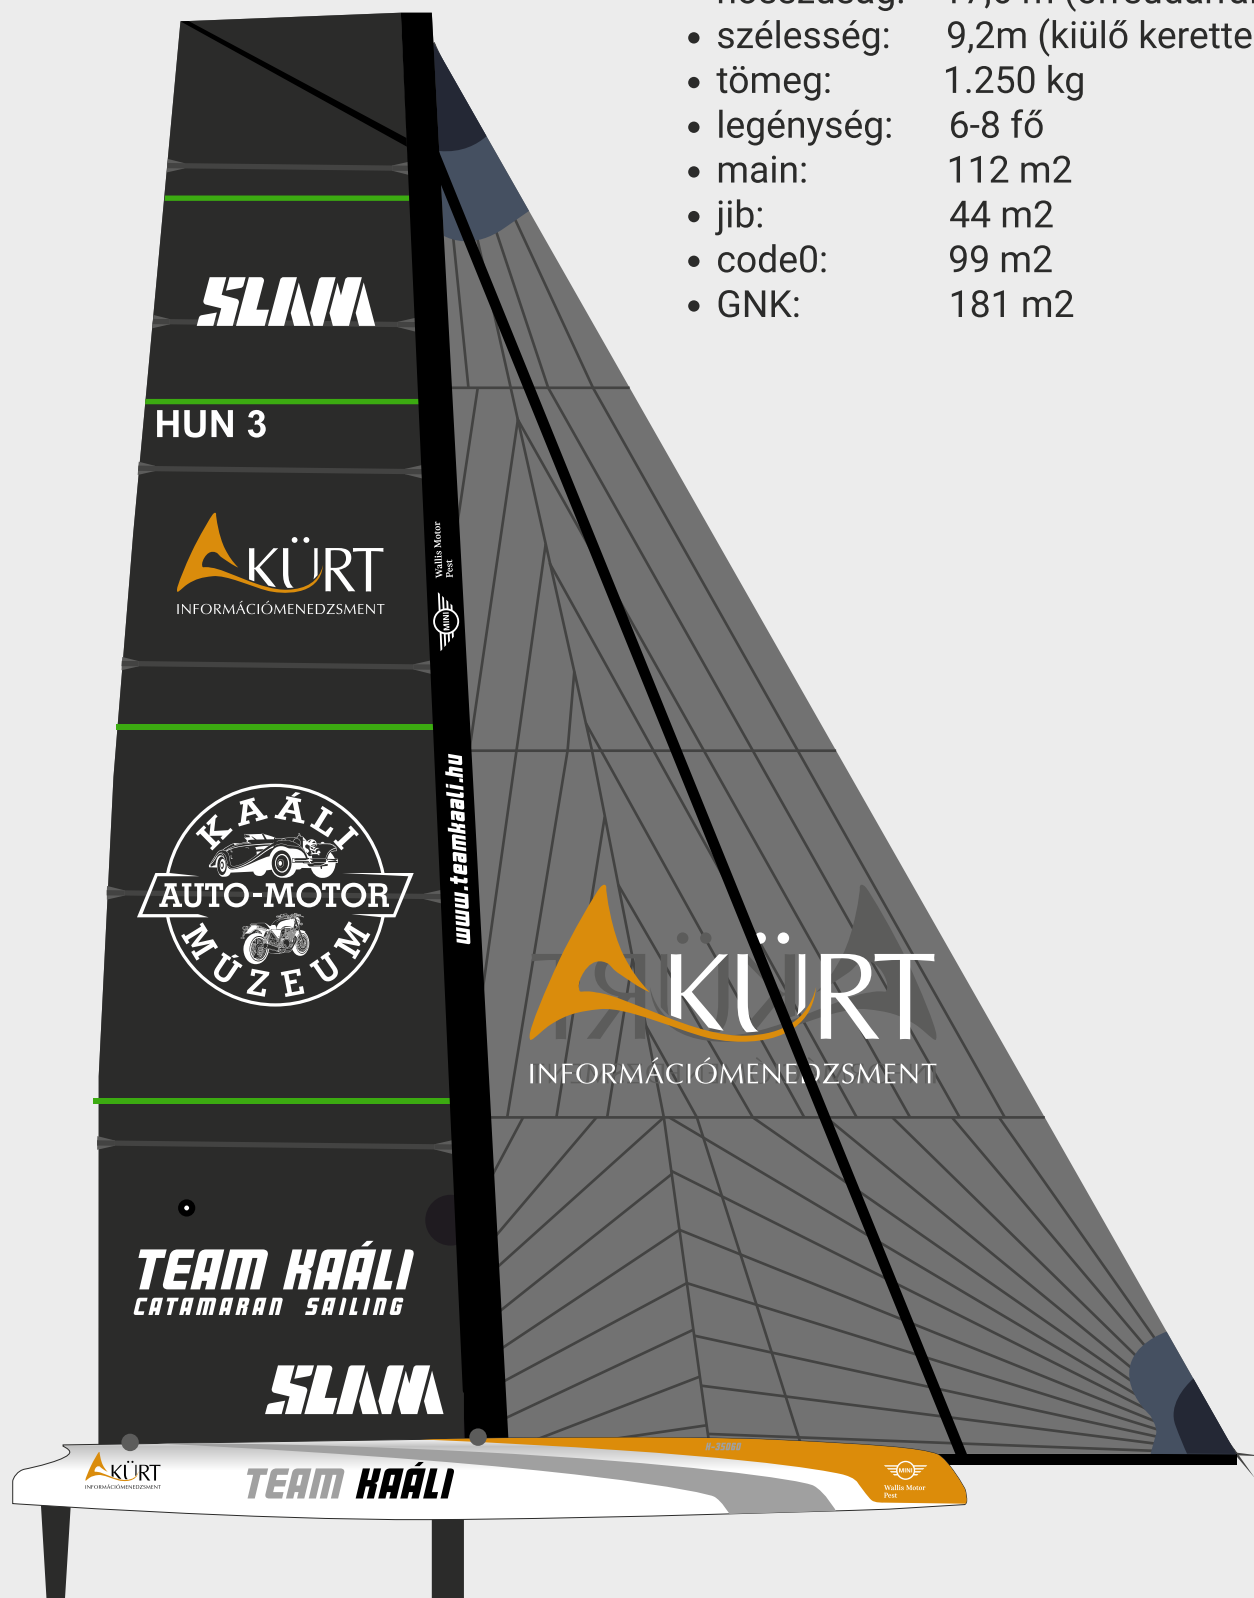 szélesség: 9,2m (kiülő kerette
tömeg: 1.250 kg
legénység: 6-8 fő
main: 112 m2
jib: 44 m2
code0: 99 m2
GNK: 181 m2
SLAM
HUN 3
KÜRT
INFORMÁCIÓMENEDZSMENT
Wallis Motor
Pest
MINI
www.teamkaali.hu
KAÁLI
AUTO-MOTOR
MÚZEUM
KÜRT
INFORMÁCIÓMENEDZSMENT
TEAM KAÁLI
CATAMARAN SAILING
SLAM
KÜRT
INFORMÁCIÓMENEDZSMENT
TEAM KAÁLI
MINI
Wallis Motor
Pest